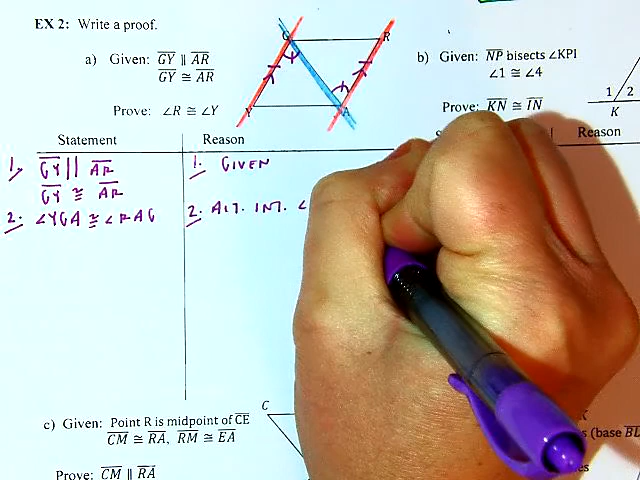 EX 2: Write a proof.
a) Given: GY ∥ AR
GY ≅ AR
Prove: ∠R ≅ ∠Y
G R
Y A
b) Given: NP bisects ∠KPI
∠1 ≅ ∠4
Prove: KN ≅ IN
1 2
K
Statement Reason
Reason
1. GY ∥ AR 1. GIVEN
GY ≅ AR
2. ∠YGA ≅ ∠RAG 2. ALT. INT. ∠
c) Given: Point R is midpoint of CE
CM ≅ RA, RM ≅ EA
Prove: CM ∥ RA
C
(base BL